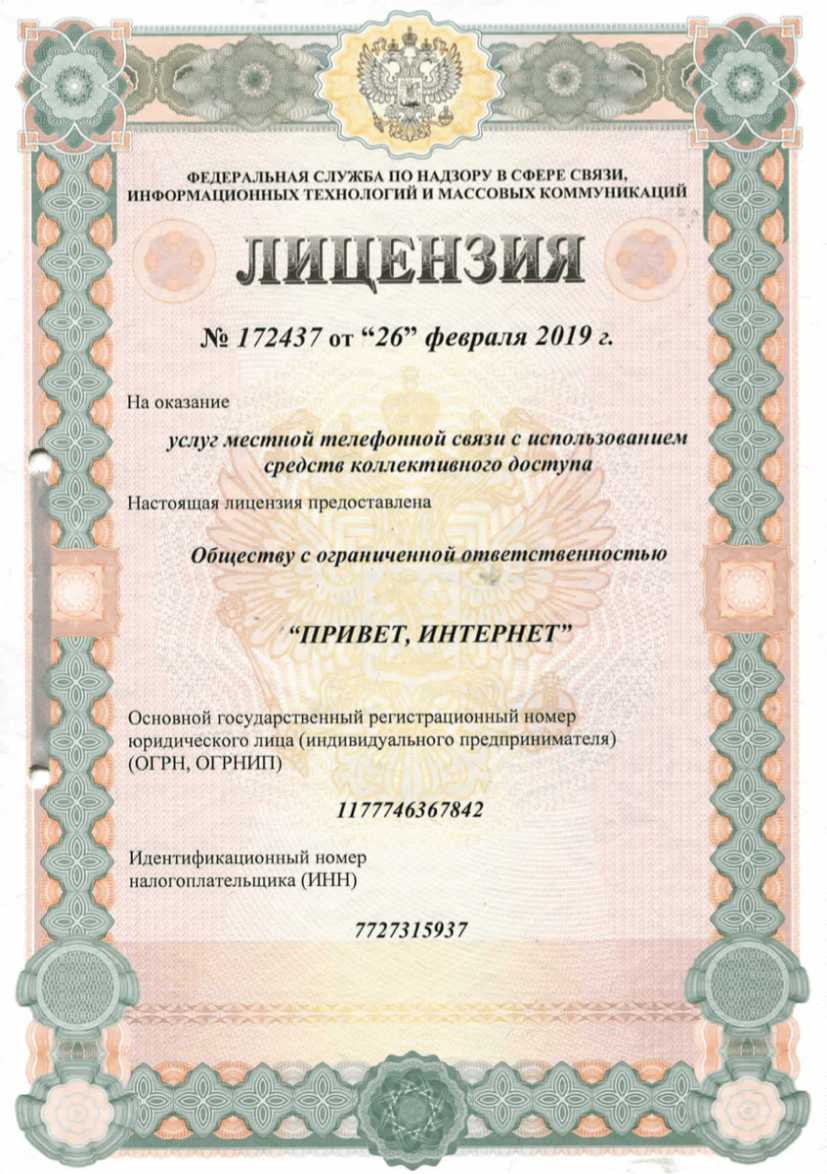 ФЕДЕРАЛЬНАЯ СЛУЖБА ПО НАДЗОРУ В СФЕРЕ СВЯЗИ,
ИНФОРМАЦИОННЫХ ТЕХНОЛОГИЙ И МАССОВЫХ КОММУНИКАЦИЙ
ЛИЦЕНЗИЯ
№ 172437 от “26” февраля 2019 г.
На оказание
услуг местной телефонной связи с использованием
средств коллективного доступа
Настоящая лицензия предоставлена
Обществу с ограниченной ответственностью
“ПРИВЕТ, ИНТЕРНЕТ”
Основной государственный регистрационный номер
юридического лица (индивидуального предпринимателя)
(ОГРН, ОГРНИП)
1177746367842
Идентификационный номер
налогоплательщика (ИНН)
7727315937